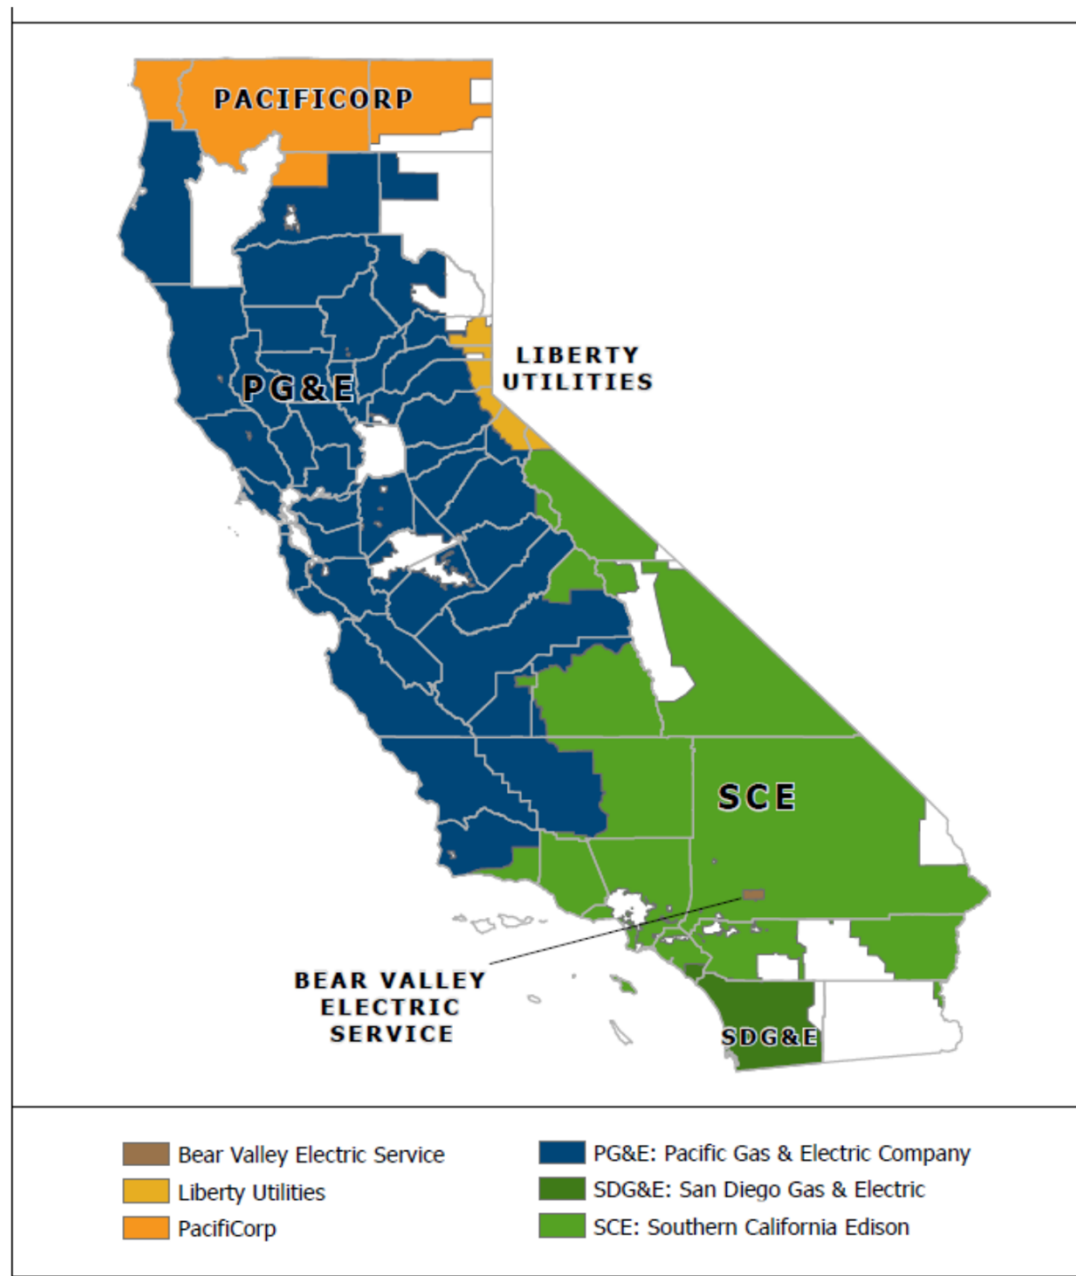 PACIFICORP
LIBERTY
UTILITIES
PG&E
SCE
BEAR VALLEY
ELECTRIC
SERVICE
SDG&E
Bear Valley Electric Service
Liberty Utilities
PacifiCorp
PG&E: Pacific Gas & Electric Company
SDG&E: San Diego Gas & Electric
SCE: Southern California Edison